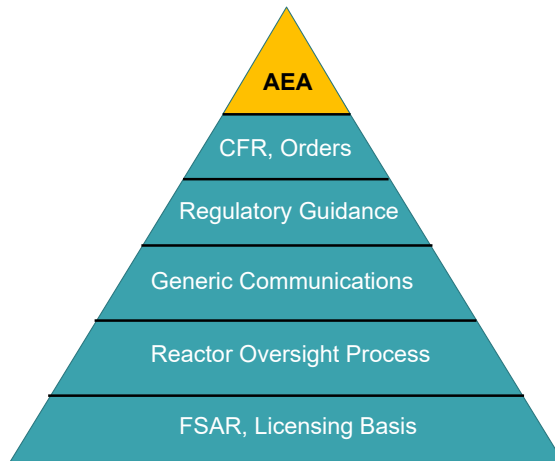 AEA
CFR, Orders
Regulatory Guidance
Generic Communications
Reactor Oversight Process
FSAR, Licensing Basis